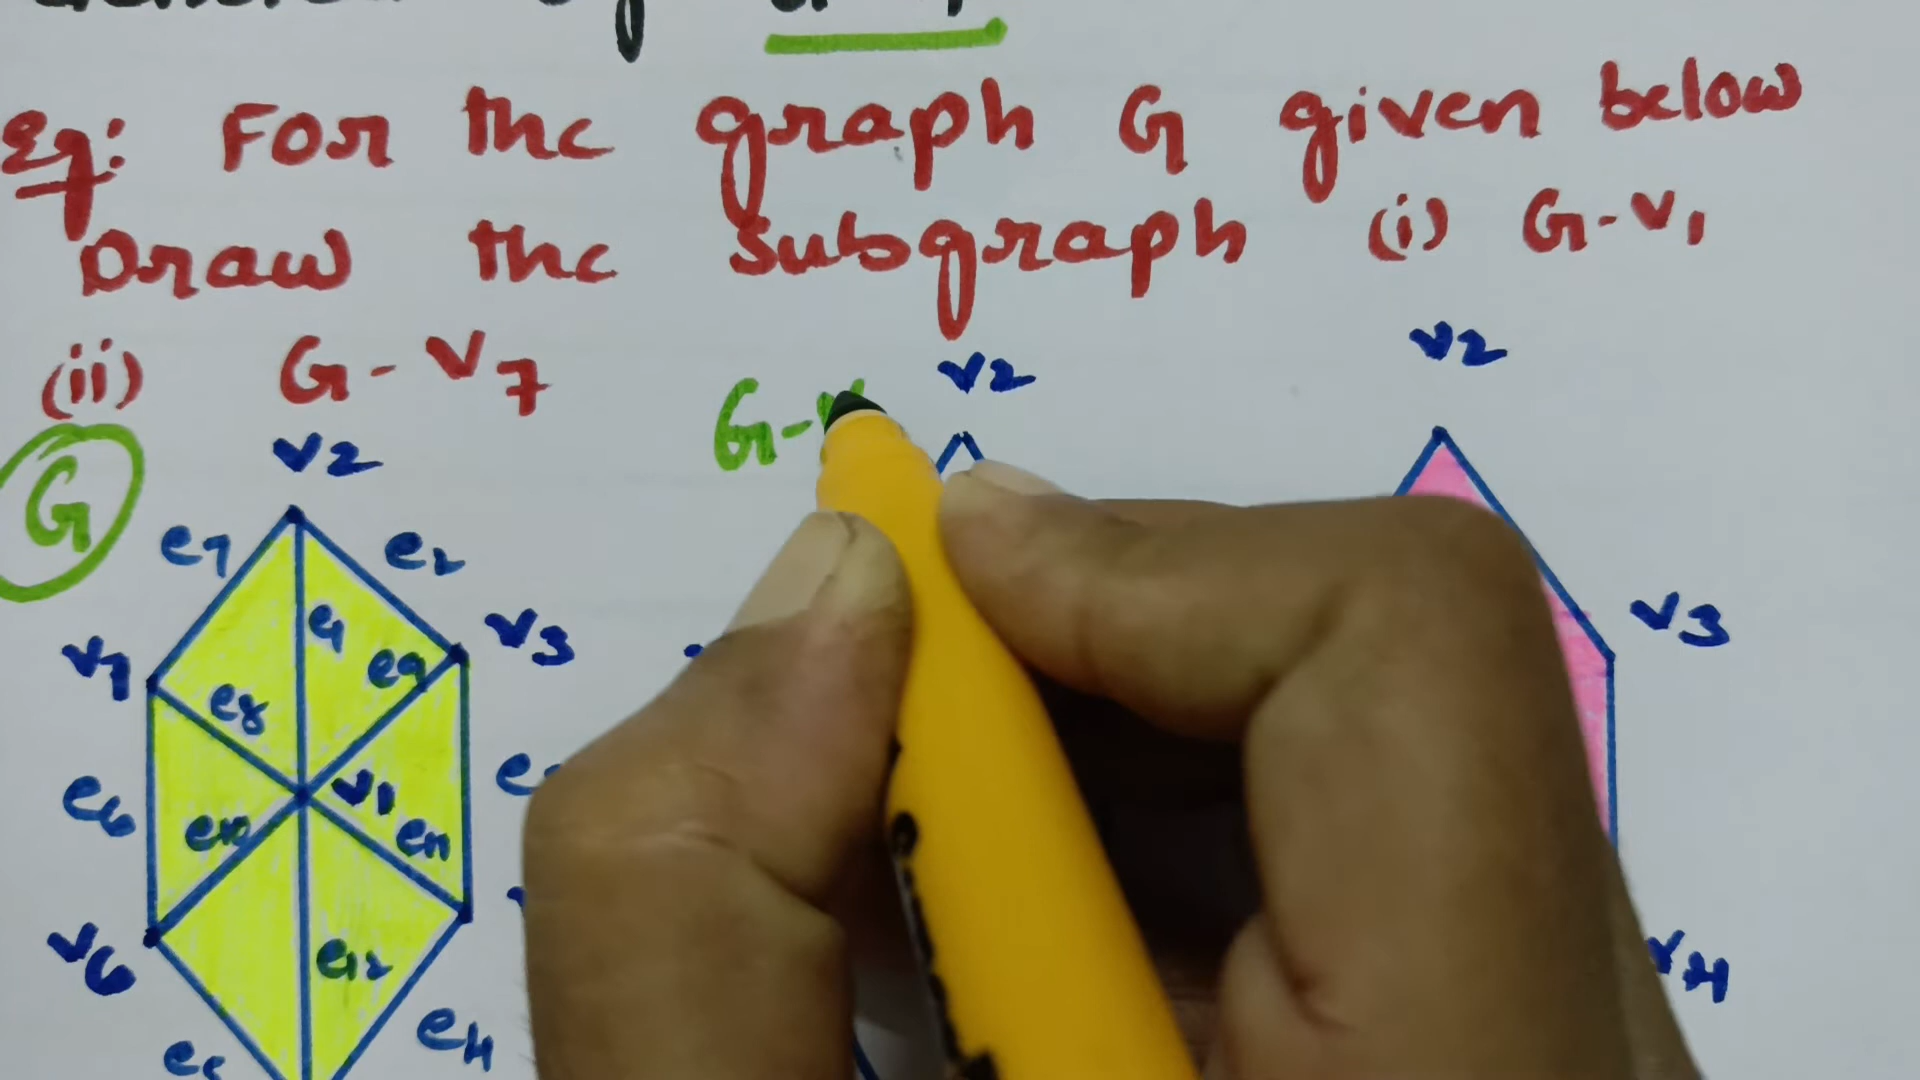 Eg: For the graph G given below
Draw the subgraph (i) G-v1
(ii) G-v7
G
v2
e7
e2
v7
e1
v3
e9
e8
e6
v1
e10
e11
v6
e12
e4
G-v
v2
v2
v3
v4